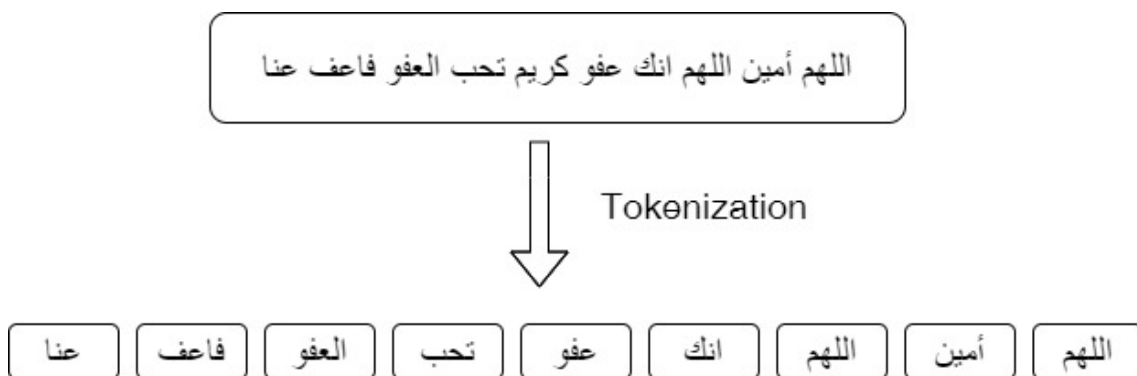 اللهم أمين اللهم انك عفو كريم تحب العفو فاعف عنا
Tokenization
اللهم أمين اللهم انك عفو تحب العفو فاعف عنا